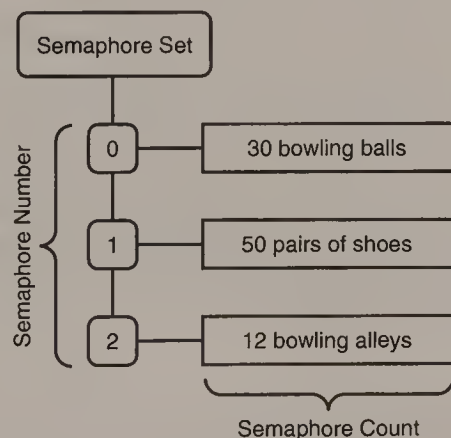 Semaphore Set
Semaphore Number
0
30 bowling balls
1
50 pairs of shoes
2
12 bowling alleys
Semaphore Count